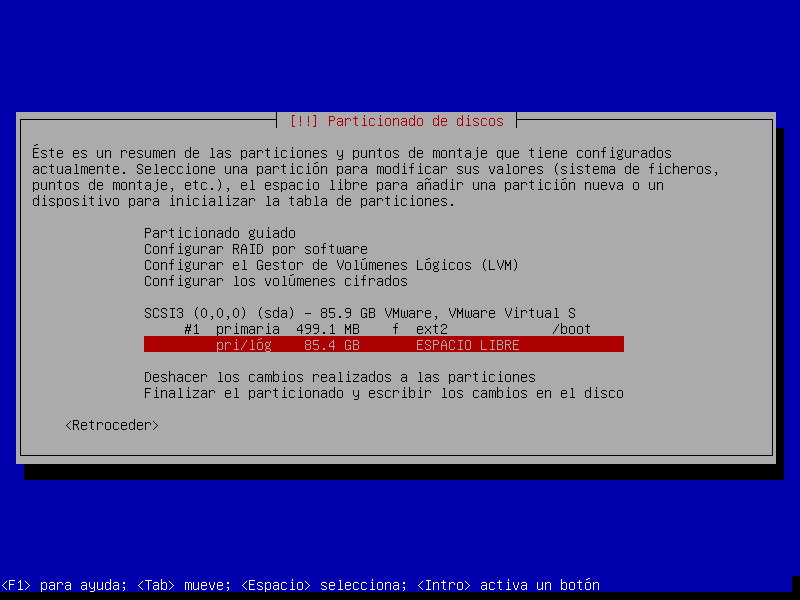 [!!] Particionado de discos
Éste es un resumen de las particiones y puntos de montaje que tiene configurados
actualmente. Seleccione una partición para modificar sus valores (sistema de ficheros,
puntos de montaje, etc.), el espacio libre para añadir una partición nueva o un
dispositivo para inicializar la tabla de particiones.
Particionado guiado
Configurar RAID por software
Configurar el Gestor de Volúmenes Lógicos (LVM)
Configurar los volúmenes cifrados
SCSI3 (0,0,0) (sda) – 85.9 GB VMware, VMware Virtual S
#1 primaria 499.1 MB f ext2 /boot
pri/lóg 85.4 GB ESPACIO LIBRE
Deshacer los cambios realizados a las particiones
Finalizar el particionado y escribir los cambios en el disco
<Retroceder>
<F1> para ayuda; <Tab> mueve; <Espacio> selecciona; <Intro> activa un botón